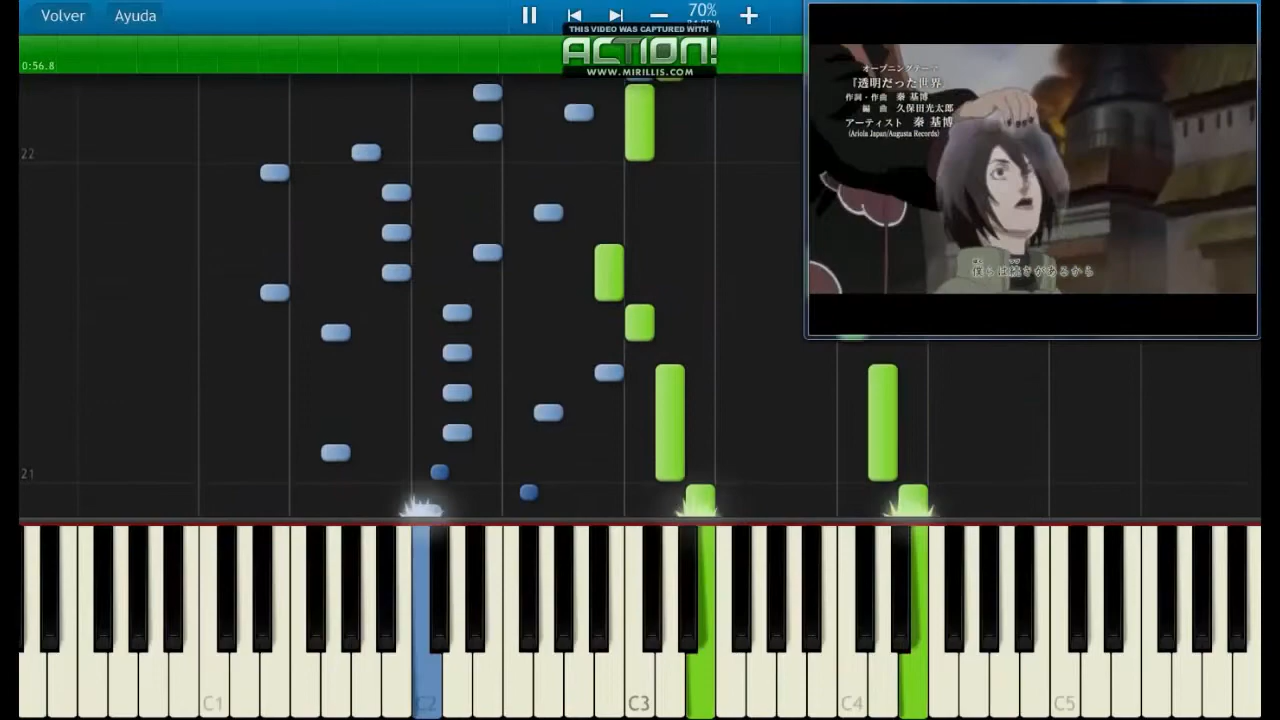 Volver Ayuda
70%
THIS VIDEO WAS CAPTURED WITH
ACTION!
WWW.MIRILLIS.COM
0:56.8
オープニングテーマ
『透明だった世界』
作詞・作曲 秦 基博
編 曲 久保田光太郎
アーティスト 秦 基博
(Ariola Japan/Augusta Records)
僕らは続きがあるから
22
21
C1 C2 C3 C4 C5